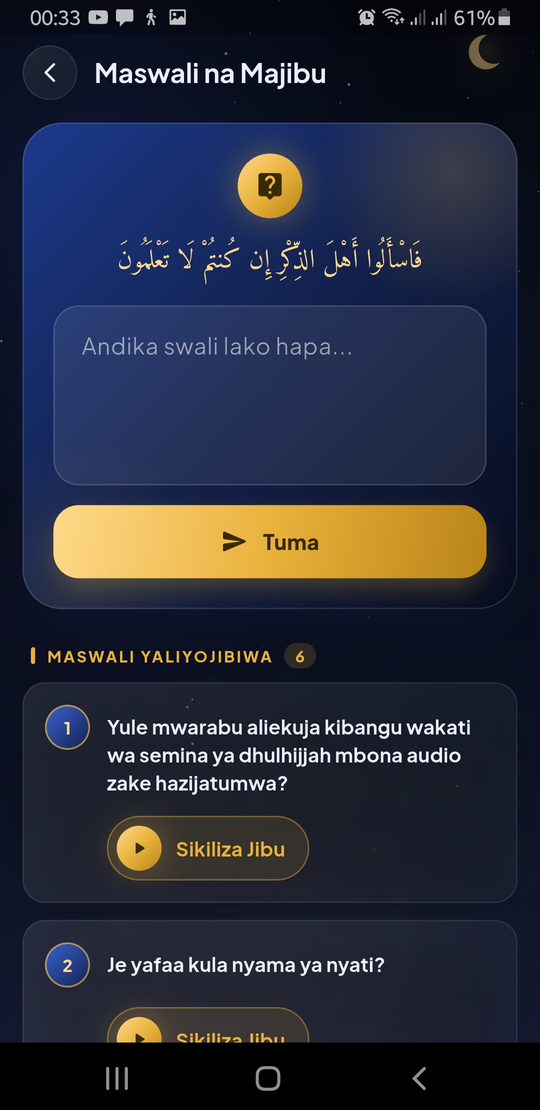 00:33
61%
Maswali na Majibu
فَاسْأَلُوا أَهْلَ الذِّكْرِ إِن كُنتُمْ لَا تَعْلَمُونَ
Andika swali lako hapa...
Tuma
MASWALI YALIYOJIBIWA 6
1
Yule mwarabu aliekuja kibangu wakati
wa semina ya dhulhijjah mbona audio
zake hazijatumwa?
Sikiliza Jibu
2
Je yafaa kula nyama ya nyati?
Sikiliza Jibu